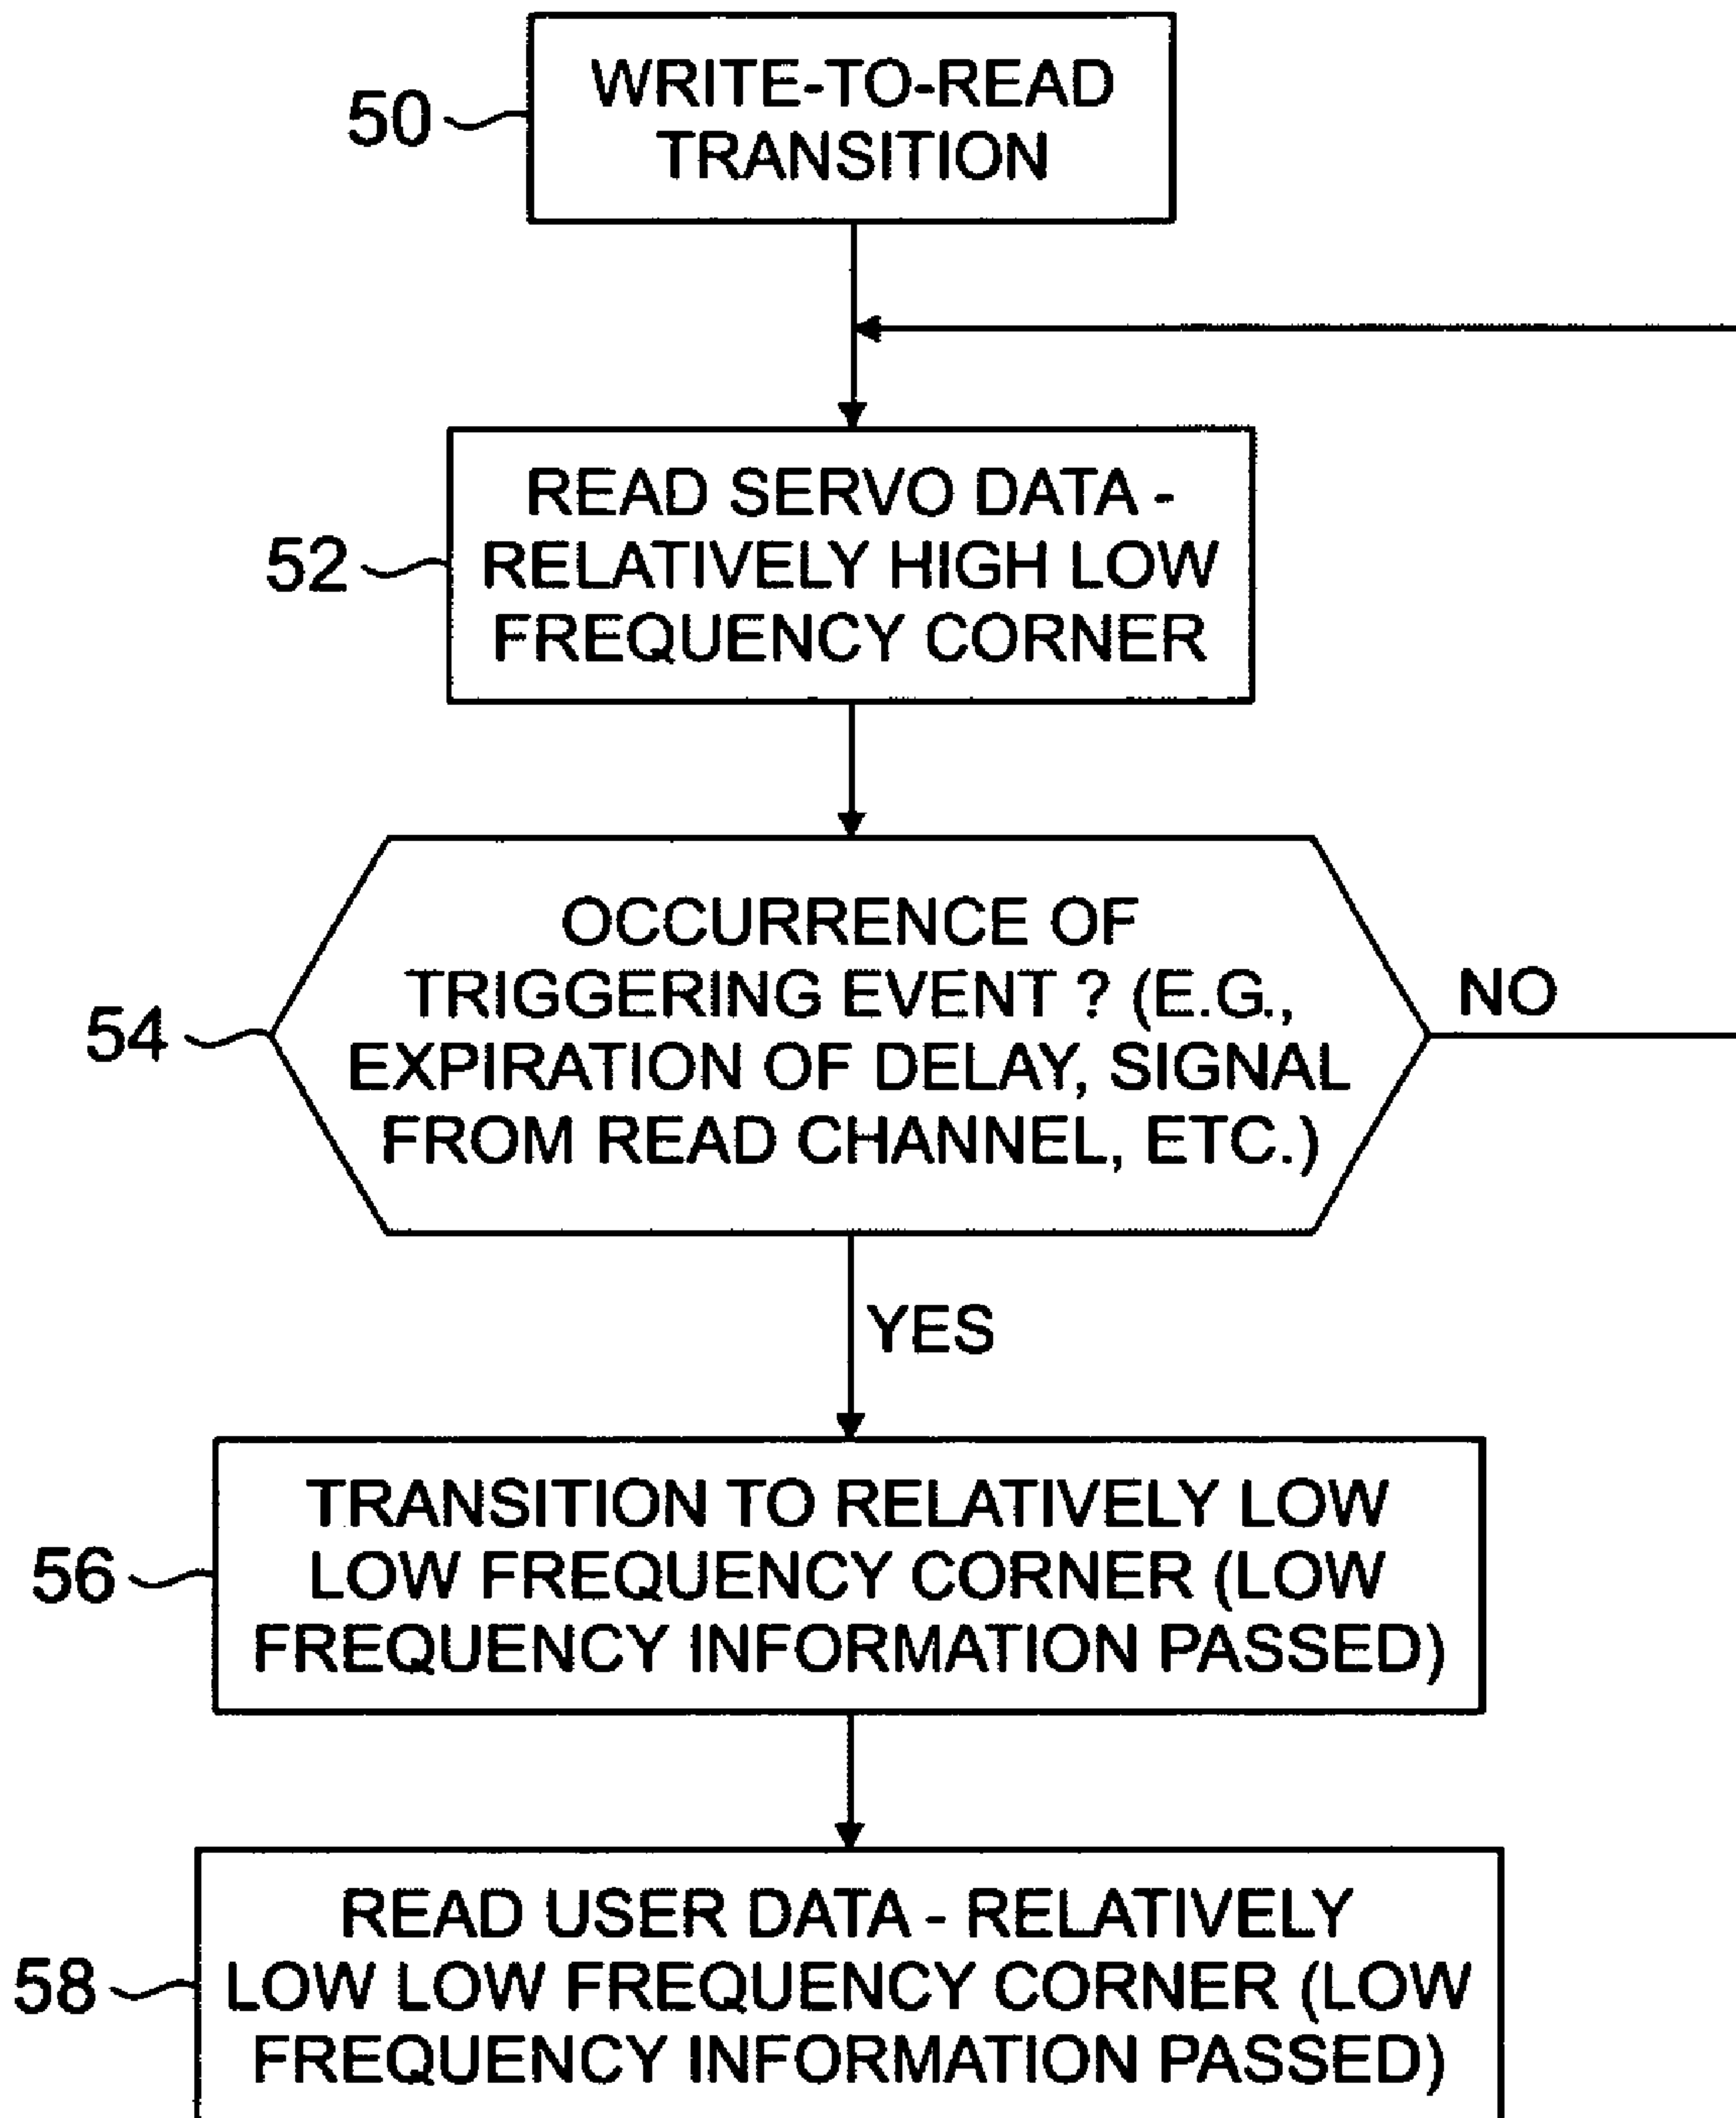 WRITE-TO-READ
TRANSITION
50
READ SERVO DATA -
RELATIVELY HIGH LOW
FREQUENCY CORNER
52
OCCURRENCE OF
TRIGGERING EVENT ? (E.G.,
EXPIRATION OF DELAY, SIGNAL
FROM READ CHANNEL, ETC.)
54
NO
YES
TRANSITION TO RELATIVELY LOW
LOW FREQUENCY CORNER (LOW
FREQUENCY INFORMATION PASSED)
56
READ USER DATA - RELATIVELY
LOW LOW FREQUENCY CORNER (LOW
FREQUENCY INFORMATION PASSED)
58